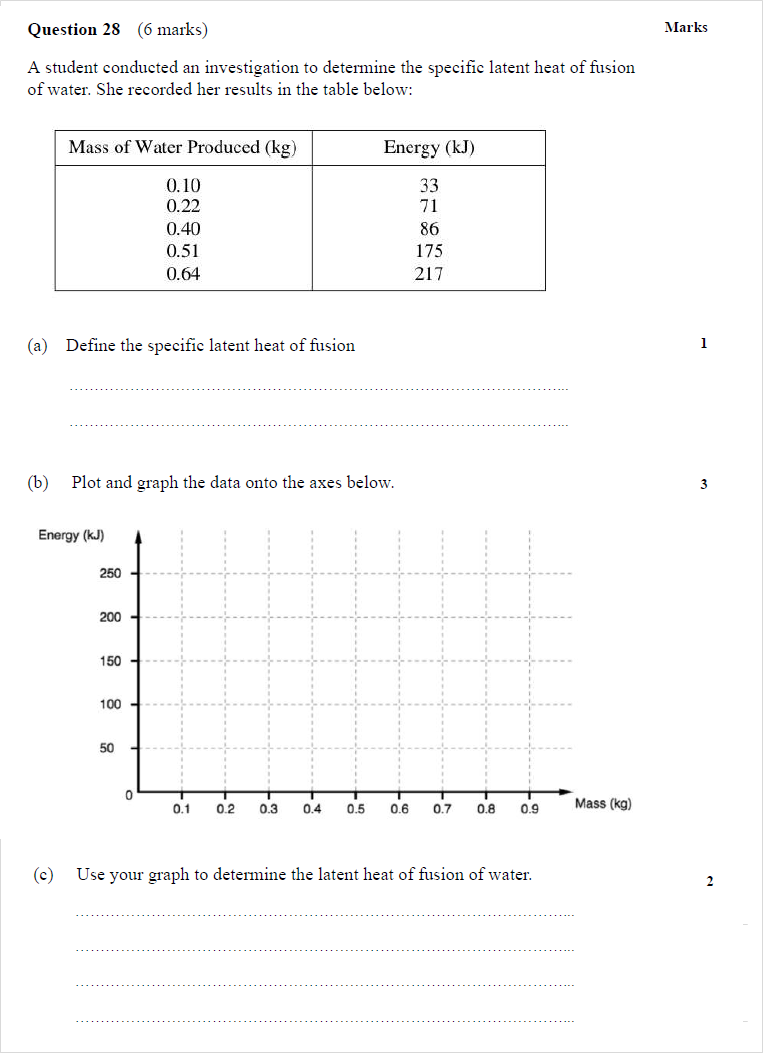 Question 28 (6 marks) Marks
A student conducted an investigation to determine the specific latent heat of fusion
of water. She recorded her results in the table below:
Mass of Water Produced (kg) Energy (kJ)
0.10 33
0.22 71
0.40 86
0.51 175
0.64 217
(a) Define the specific latent heat of fusion 1
(b) Plot and graph the data onto the axes below. 3
Energy (kJ)
250
200
150
100
50
0
0.1 0.2 0.3 0.4 0.5 0.6 0.7 0.8 0.9 Mass (kg)
(c) Use your graph to determine the latent heat of fusion of water. 2